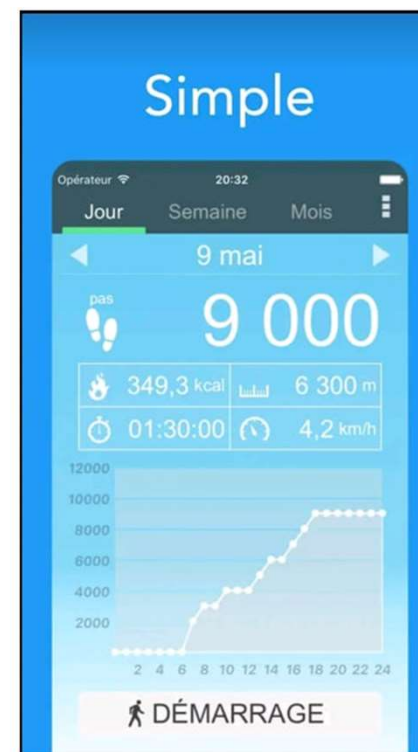 Simple
Opérateur 20:32
Jour Semaine Mois
9 mai
pas
9 000
349,3 kcal 6 300 m
01:30:00 4,2 km/h
12000
10000
8000
6000
4000
2000
2 4 6 8 10 12 14 16 18 20 22 24
DÉMARRAGE